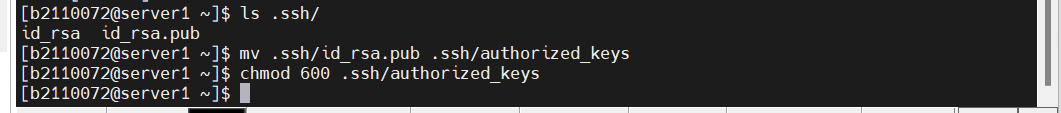 [b2110072@server1 ~]$ ls .ssh/
id_rsa  id_rsa.pub
[b2110072@server1 ~]$ mv .ssh/id_rsa.pub .ssh/authorized_keys
[b2110072@server1 ~]$ chmod 600 .ssh/authorized_keys
[b2110072@server1 ~]$